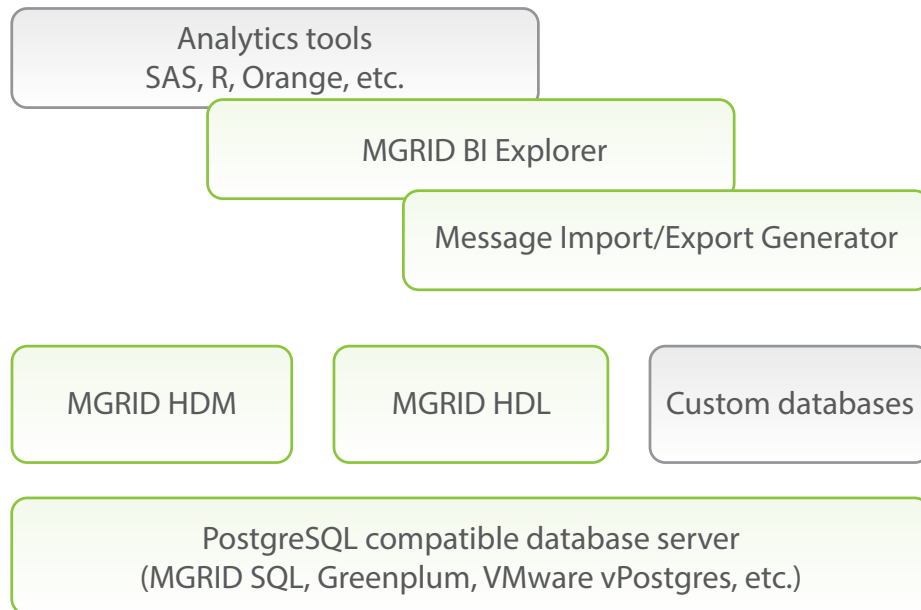 Analytics tools
SAS, R, Orange, etc.
MGRID BI Explorer
Message Import/Export Generator
MGRID HDM
MGRID HDL
Custom databases
PostgreSQL compatible database server
(MGRID SQL, Greenplum, VMware vPostgres, etc.)